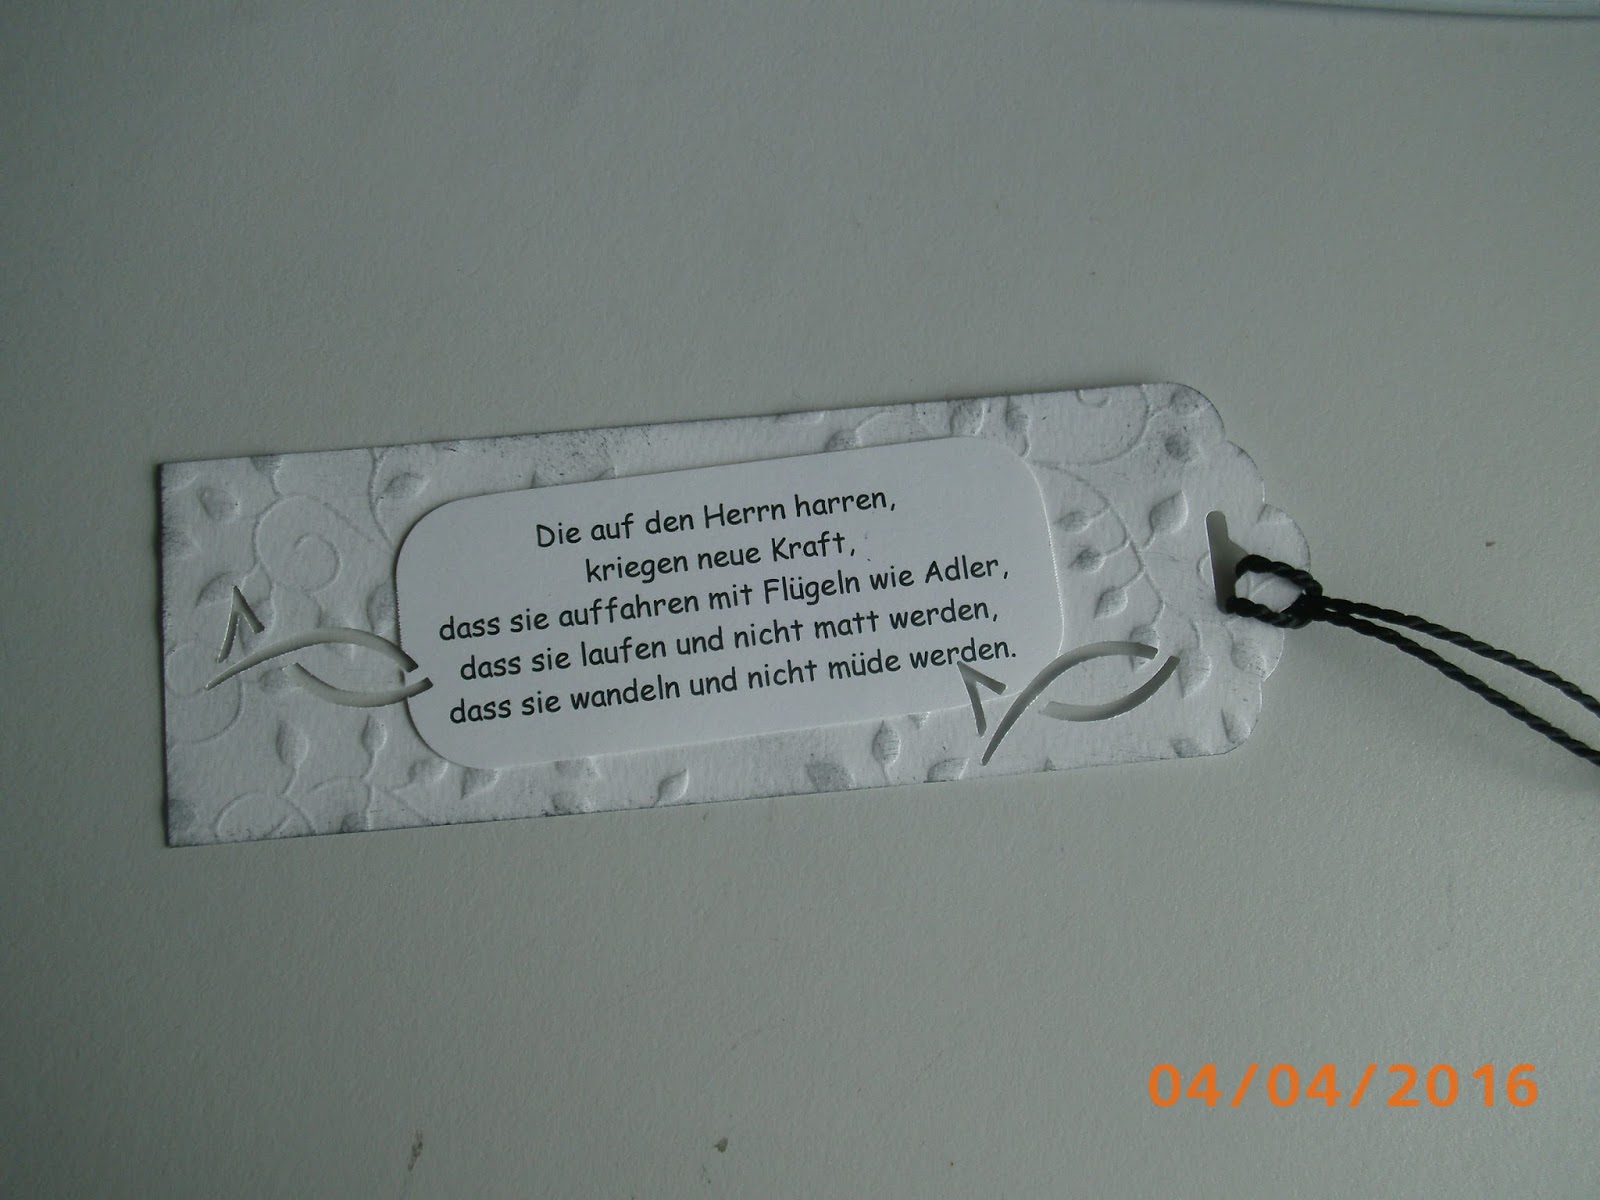 Die auf den Herrn harren,
kriegen neue Kraft,
dass sie auffahren mit Flügeln wie Adler,
dass sie laufen und nicht matt werden,
dass sie wandeln und nicht müde werden.
04/04/2016